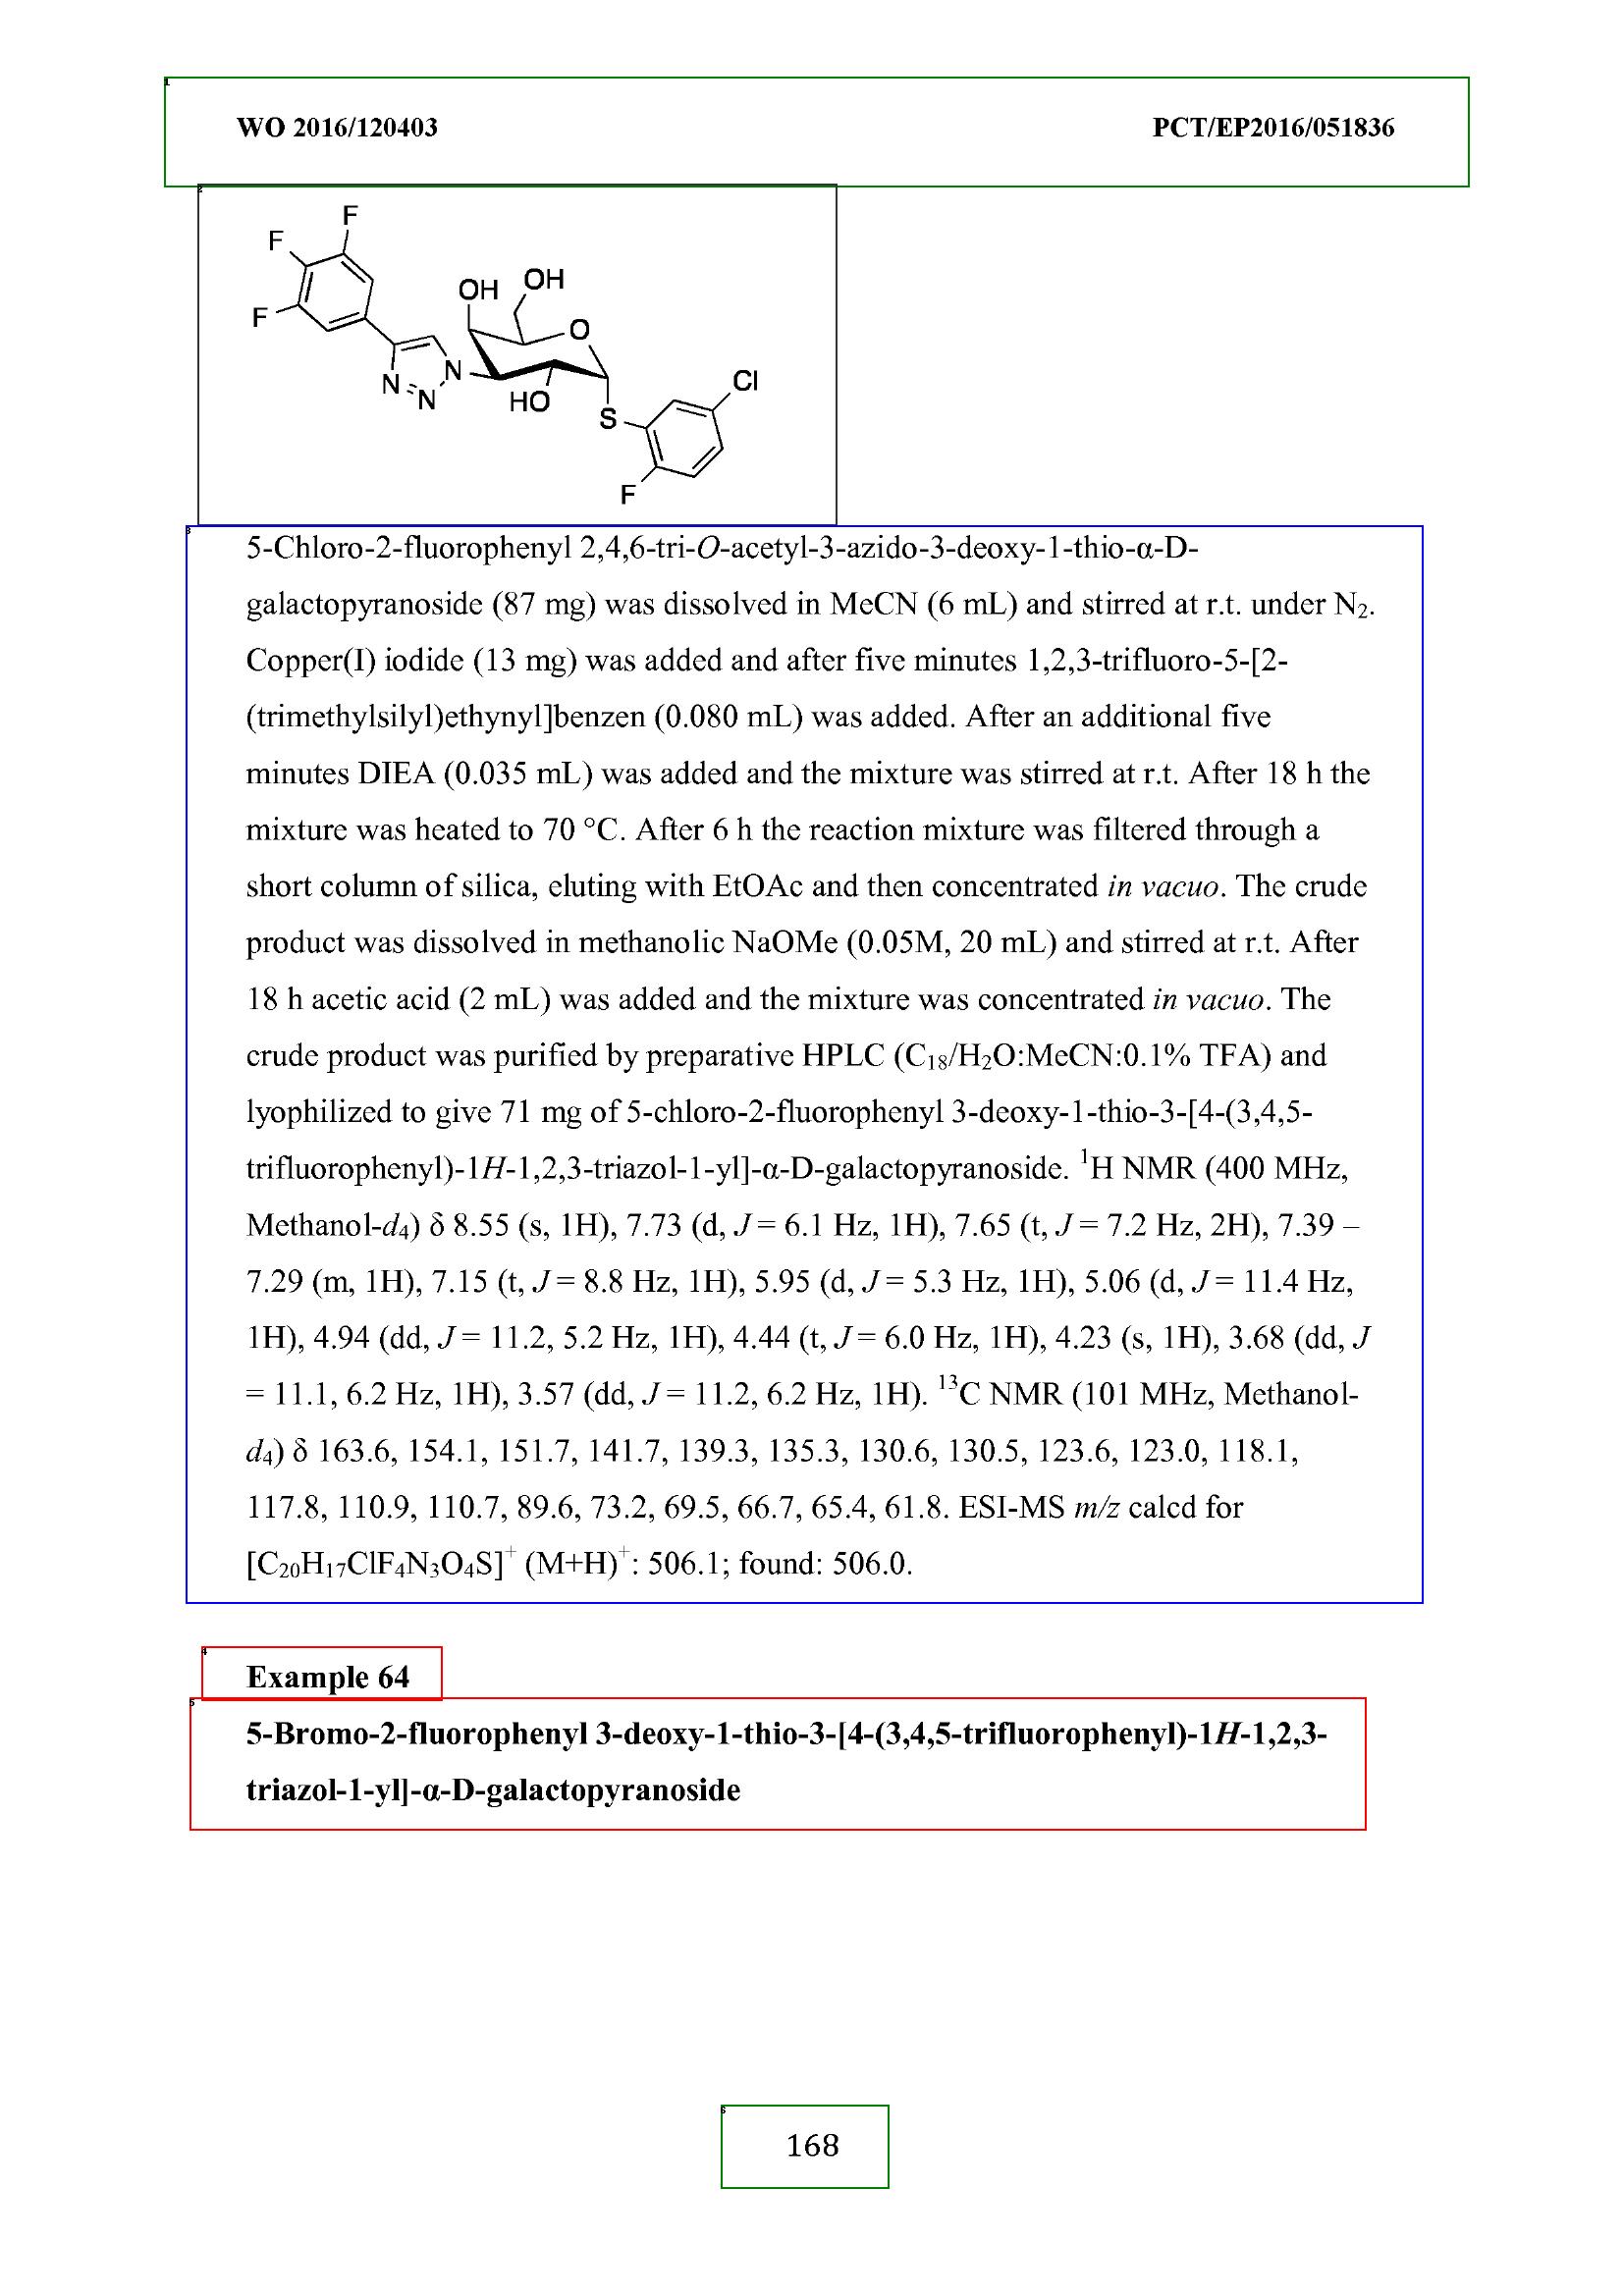 WO 2016/120403 PCT/EP2016/051836
F
F
F
OH
OH
O
N
N
N
HO
S
Cl
F
5-Chloro-2-fluorophenyl 2,4,6-tri-O-acetyl-3-azido-3-deoxy-1-thio-α-D-
galactopyranoside (87 mg) was dissolved in MeCN (6 mL) and stirred at r.t. under N₂.
Copper(I) iodide (13 mg) was added and after five minutes 1,2,3-trifluoro-5-[2-
(trimethylsilyl)ethynyl]benzen (0.080 mL) was added. After an additional five
minutes DIEA (0.035 mL) was added and the mixture was stirred at r.t. After 18 h the
mixture was heated to 70 °C. After 6 h the reaction mixture was filtered through a
short column of silica, eluting with EtOAc and then concentrated in vacuo. The crude
product was dissolved in methanolic NaOMe (0.05M, 20 mL) and stirred at r.t. After
18 h acetic acid (2 mL) was added and the mixture was concentrated in vacuo. The
crude product was purified by preparative HPLC (C₁₈/H₂O:MeCN:0.1% TFA) and
lyophilized to give 71 mg of 5-chloro-2-fluorophenyl 3-deoxy-1-thio-3-[4-(3,4,5-
trifluorophenyl)-1H-1,2,3-triazol-1-yl]-α-D-galactopyranoside. ¹H NMR (400 MHz,
Methanol-d₄) δ 8.55 (s, 1H), 7.73 (d, J = 6.1 Hz, 1H), 7.65 (t, J = 7.2 Hz, 2H), 7.39 –
7.29 (m, 1H), 7.15 (t, J = 8.8 Hz, 1H), 5.95 (d, J = 5.3 Hz, 1H), 5.06 (d, J = 11.4 Hz,
1H), 4.94 (dd, J = 11.2, 5.2 Hz, 1H), 4.44 (t, J = 6.0 Hz, 1H), 4.23 (s, 1H), 3.68 (dd, J
= 11.1, 6.2 Hz, 1H), 3.57 (dd, J = 11.2, 6.2 Hz, 1H). ¹³C NMR (101 MHz, Methanol-
d₄) δ 163.6, 154.1, 151.7, 141.7, 139.3, 135.3, 130.6, 130.5, 123.6, 123.0, 118.1,
117.8, 110.9, 110.7, 89.6, 73.2, 69.5, 66.7, 65.4, 61.8. ESI-MS m/z calcd for
[C₂₀H₁₇ClF₄N₃O₄S]⁺ (M+H)⁺: 506.1; found: 506.0.
Example 64
5-Bromo-2-fluorophenyl 3-deoxy-1-thio-3-[4-(3,4,5-trifluorophenyl)-1H-1,2,3-
triazol-1-yl]-α-D-galactopyranoside
168